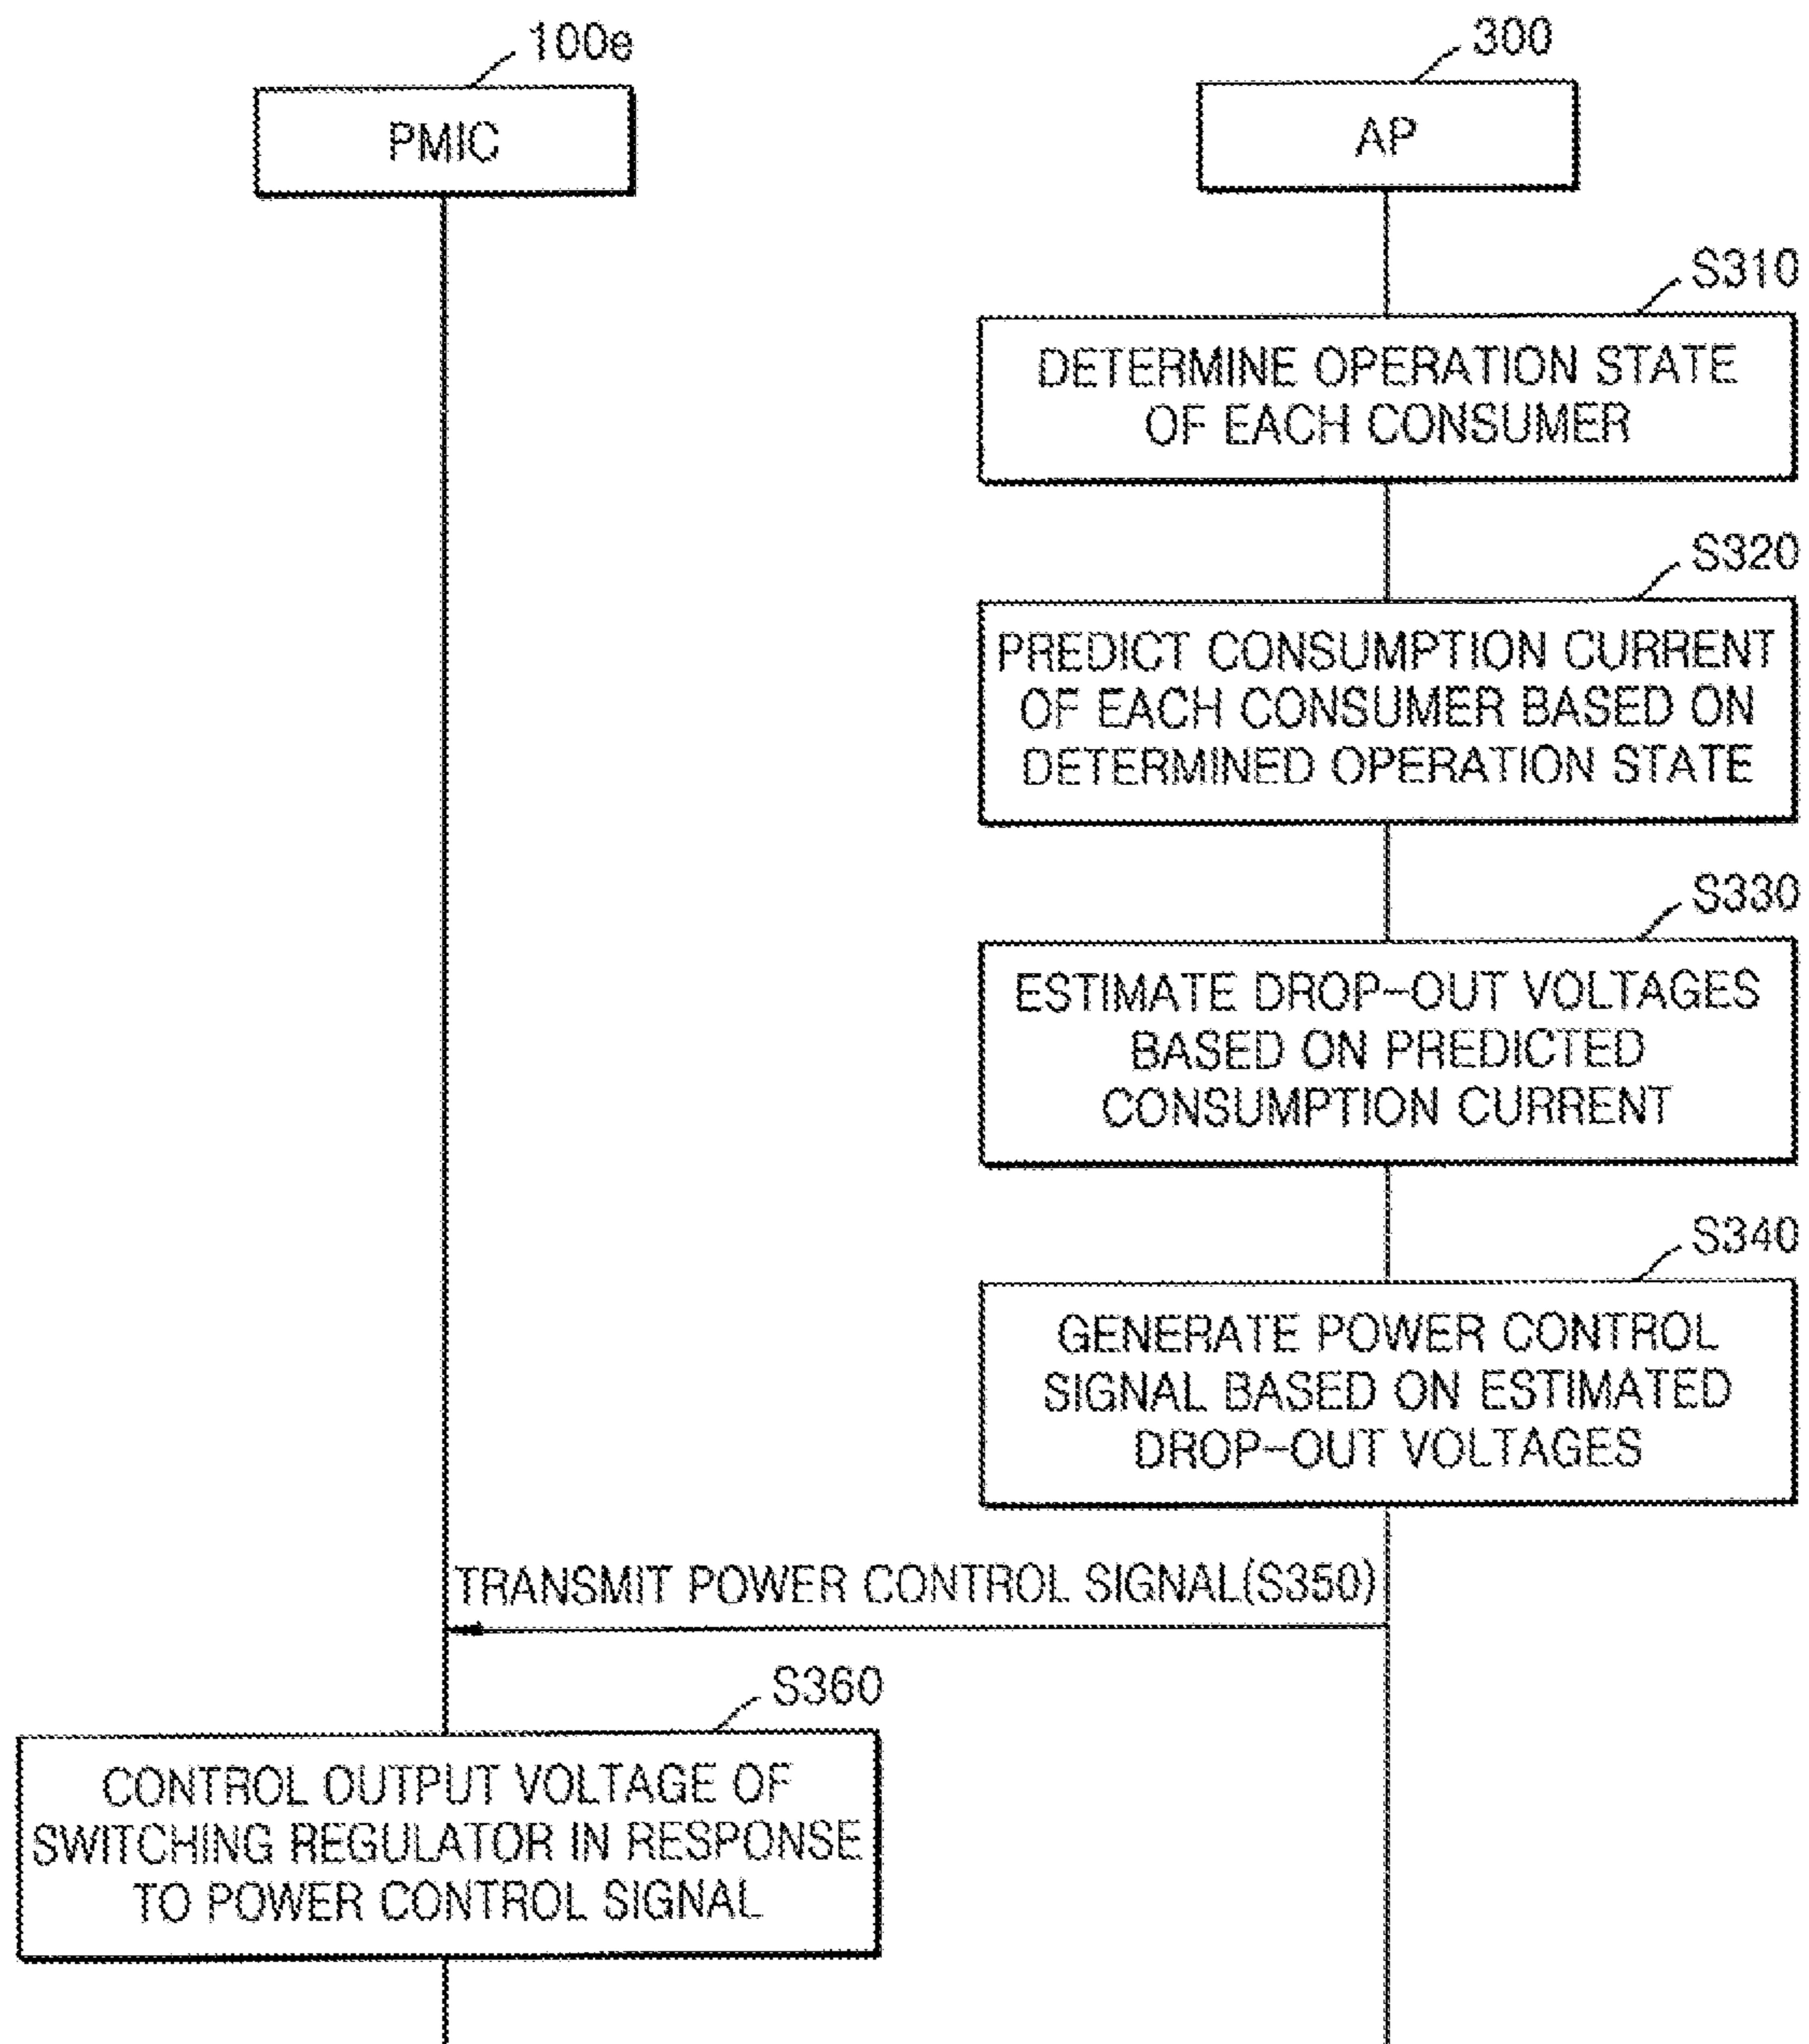 100e
300
PMIC
AP
S310
DETERMINE OPERATION STATE
OF EACH CONSUMER
S320
PREDICT CONSUMPTION CURRENT
OF EACH CONSUMER BASED ON
DETERMINED OPERATION STATE
S330
ESTIMATE DROP-OUT VOLTAGES
BASED ON PREDICTED
CONSUMPTION CURRENT
S340
GENERATE POWER CONTROL
SIGNAL BASED ON ESTIMATED
DROP-OUT VOLTAGES
TRANSMIT POWER CONTROL SIGNAL(S350)
S360
CONTROL OUTPUT VOLTAGE OF
SWITCHING REGULATOR IN RESPONSE
TO POWER CONTROL SIGNAL